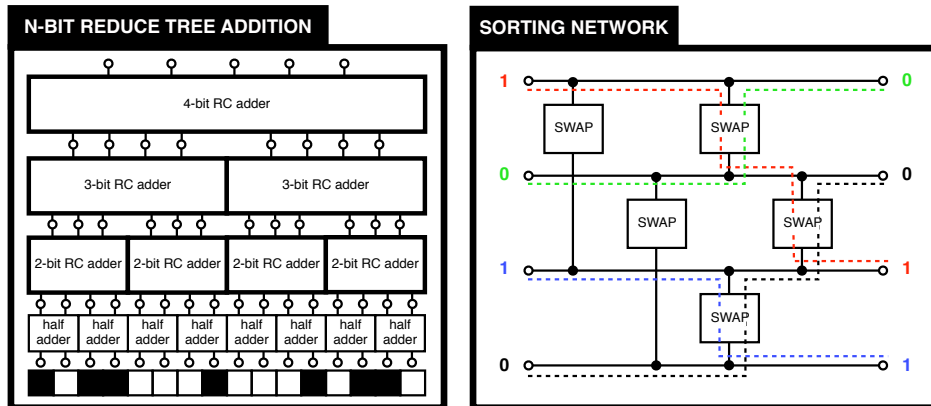 N-BIT REDUCE TREE ADDITION
4-bit RC adder
3-bit RC adder 3-bit RC adder
2-bit RC adder 2-bit RC adder 2-bit RC adder 2-bit RC adder
half adder half adder half adder half adder half adder half adder half adder half adder
SORTING NETWORK
1 0
SWAP SWAP
0 0
SWAP SWAP
1 1
SWAP
0 1